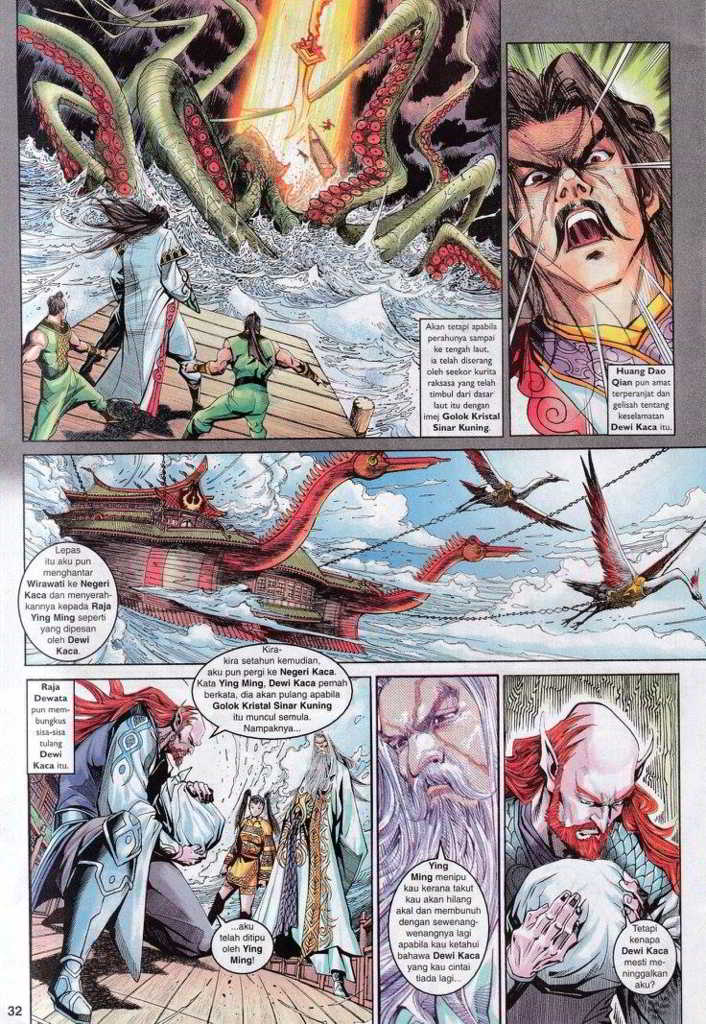 Akan tetapi apabila
perahunya sampai
ke tengah laut,
ia telah diserang
oleh seekor kurita
raksasa yang telah
timbul dari dasar
laut itu dengan
imej Golok Kristal
Sinar Kuning.
Huang Dao
Qian pun amat
terperanjat dan
gelisah tentang
keselamatan
Dewi Kaca itu.
Lepas
itu aku pun
menghantar
Wirawati ke Negeri
Kaca dan menyerah-
kannya kepada Raja
Ying Ming seperti
yang dipesan
oleh Dewi
Kaca.
Kira-
kira setahun kemudian,
aku pun pergi ke Negeri Kaca.
Kata Ying Ming, Dewi Kaca pernah
berkata, dia akan pulang apabila
Golok Kristal Sinar Kuning
itu muncul semula.
Nampaknya...
Raja
Dewata
pun mem-
bungkus
sisa-sisa
tulang
Dewi
Kaca itu.
...aku
telah ditipu
oleh Ying
Ming!
Ying
Ming menipu
kau kerana takut
kau akan hilang
akal dan membunuh
dengan sewenang-
wenangnya lagi
apabila kau ketahui
bahawa Dewi Kaca
yang kau cintai
tiada lagi...
Tetapi
kenapa
Dewi Kaca
mesti me-
ninggalkan
aku?
32